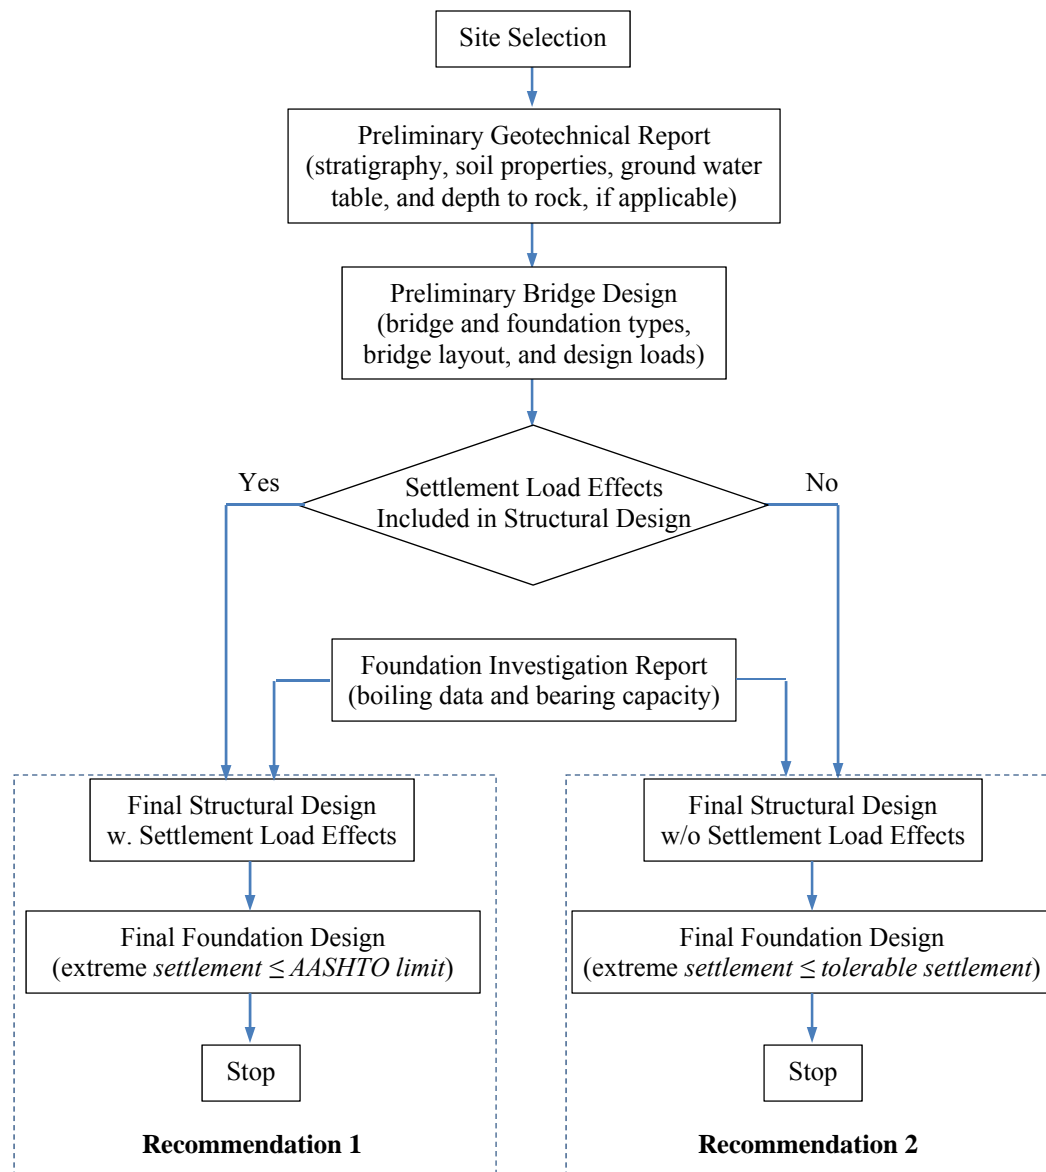 Site Selection
Preliminary Geotechnical Report
(stratigraphy, soil properties, ground water
table, and depth to rock, if applicable)
Preliminary Bridge Design
(bridge and foundation types,
bridge layout, and design loads)
Yes
No
Settlement Load Effects
Included in Structural Design
Foundation Investigation Report
(boiling data and bearing capacity)
Final Structural Design
w. Settlement Load Effects
Final Foundation Design
(extreme settlement ≤ AASHTO limit)
Stop
Recommendation 1
Final Structural Design
w/o Settlement Load Effects
Final Foundation Design
(extreme settlement ≤ tolerable settlement)
Stop
Recommendation 2